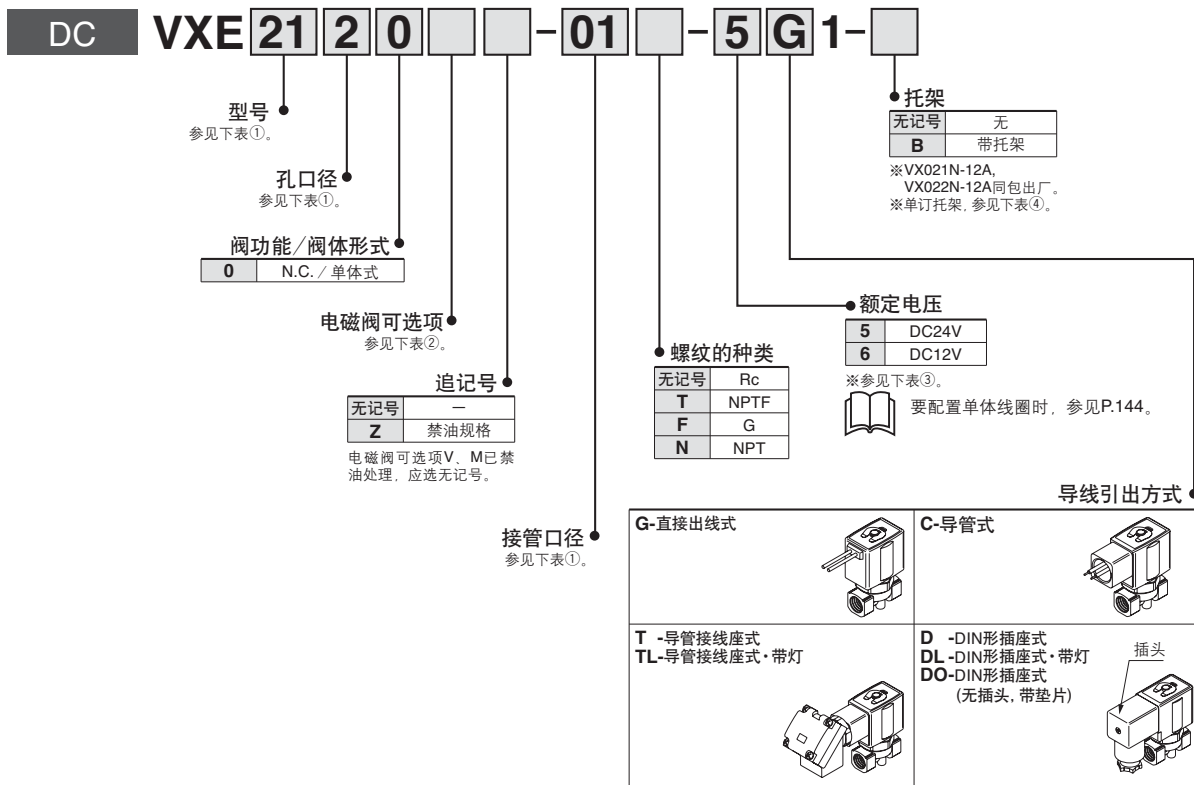 DC VXE 21 2 0 - 01 - 5 G 1-
型号
参见下表①。
孔口径
参见下表①。
阀功能/阀体形式
0 N.C./单体式
电磁阀可选项
参见下表②。
追记号
无记号 —
Z 禁油规格
电磁阀可选项V、M已禁
油处理，应选无记号。
接管口径
参见下表①。
螺纹的种类
无记号 Rc
T NPTF
F G
N NPT
额定电压
5 DC24V
6 DC12V
※参见下表③。
要配置单体线圈时，参见P.144。
托架
无记号 无
B 带托架
※VX021N-12A,
VX022N-12A同包出厂。
※单订托架, 参见下表④。
导线引出方式
G-直接出线式
C-导管式
T -导管接线座式
TL-导管接线座式·带灯
D -DIN形插座式
DL-DIN形插座式·带灯
DO-DIN形插座式
(无插头, 带垫片)
插头